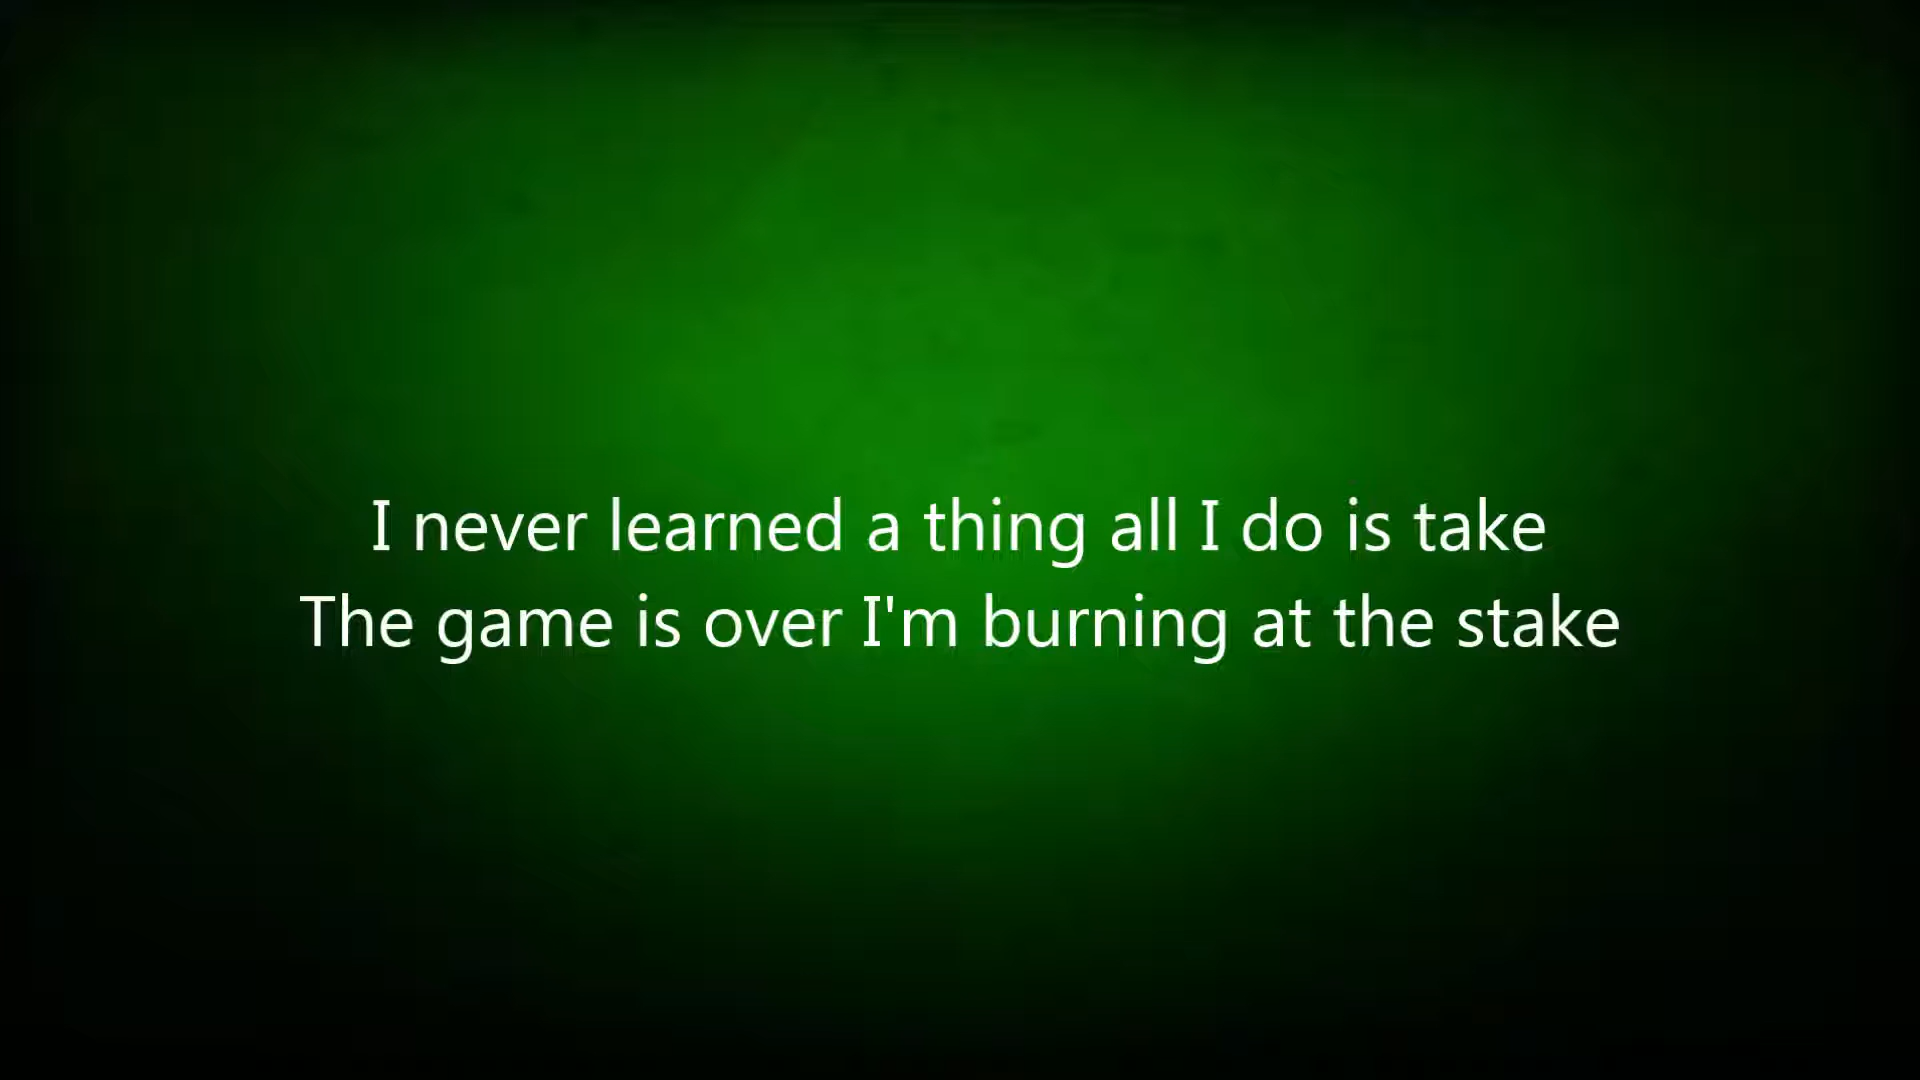 I never learned a thing all I do is take
The game is over I'm burning at the stake